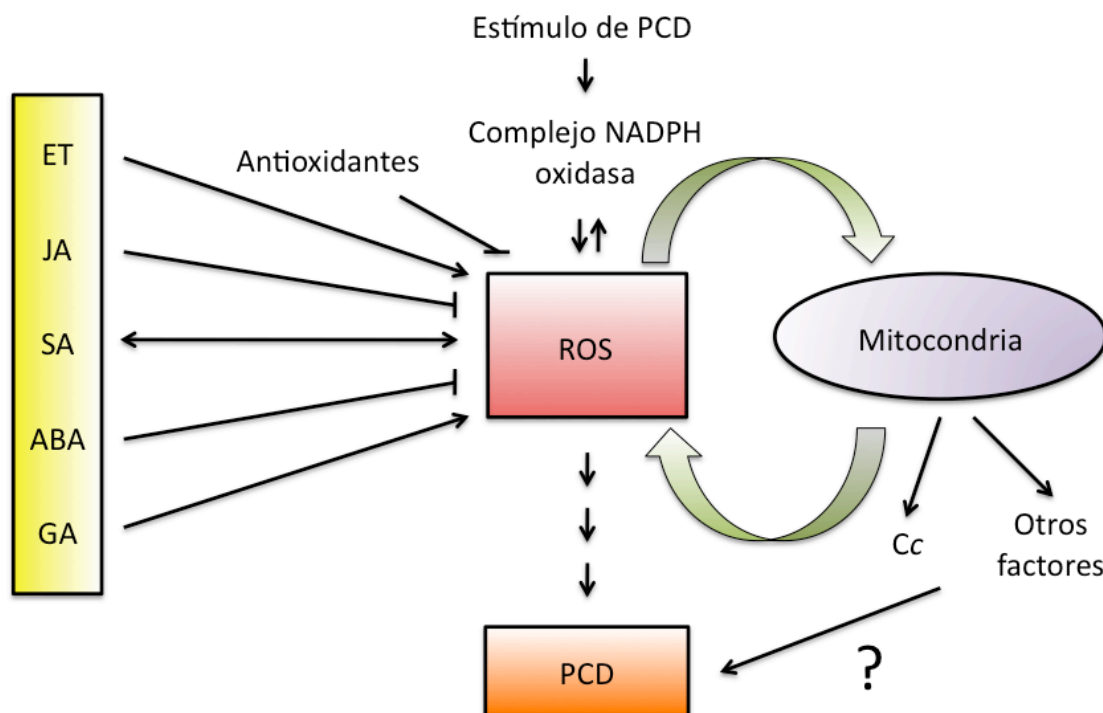 Estímulo de PCD
Complejo NADPH
oxidasa
Antioxidantes
ET
JA
SA
ABA
GA
ROS
Mitocondria
Cc
Otros
factores
PCD
?